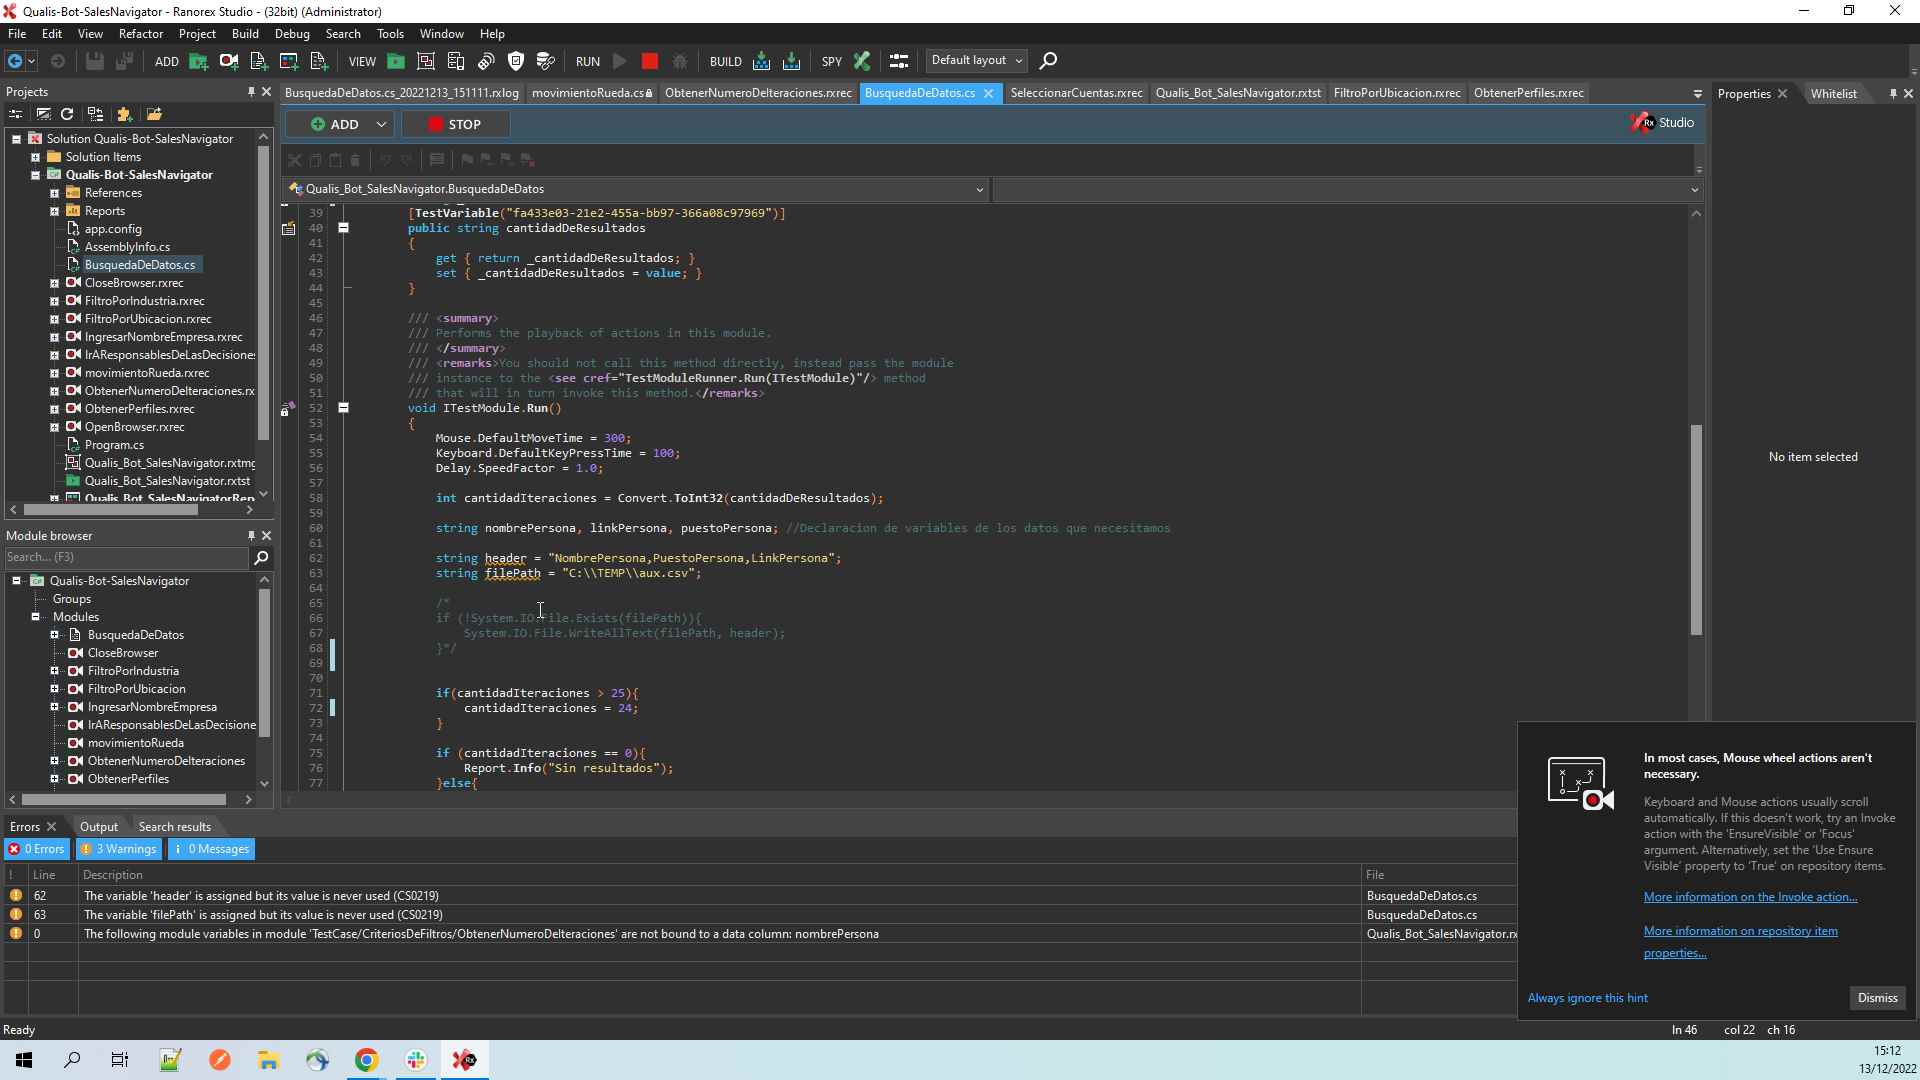 Qualis-Bot-SalesNavigator - Ranorex Studio - (32bit) (Administrator)
File Edit View Refactor Project Build Debug Search Tools Window Help
ADD VIEW RUN BUILD SPY Default layout
Projects
BusquedaDeDatos.cs_20221213_151111.rxlog movimientoRueda.cs ObtenerNumeroDeIteraciones.rxrec BusquedaDeDatos.cs SeleccionarCuentas.rxrec Qualis_Bot_SalesNavigator.rxtst FiltroPorUbicacion.rxrec ObtenerPerfiles.rxrec
Properties Whitelist
ADD STOP
Rx Studio
Solution Qualis-Bot-SalesNavigator
Solution Items
Qualis-Bot-SalesNavigator
References
Reports
app.config
AssemblyInfo.cs
BusquedaDeDatos.cs
CloseBrowser.rxrec
FiltroPorIndustria.rxrec
FiltroPorUbicacion.rxrec
IngresarNombreEmpresa.rxrec
IrAResponsablesDeLasDecisiones
movimientoRueda.rxrec
ObtenerNumeroDeIteraciones.rx
ObtenerPerfiles.rxrec
OpenBrowser.rxrec
Program.cs
Qualis_Bot_SalesNavigator.rxtmg
Qualis_Bot_SalesNavigator.rxtst
Qualis_Bot_SalesNavigatorRep
Module browser
Search... (F3)
Qualis-Bot-SalesNavigator
Groups
Modules
BusquedaDeDatos
CloseBrowser
FiltroPorIndustria
FiltroPorUbicacion
IngresarNombreEmpresa
IrAResponsablesDeLasDecisione
movimientoRueda
ObtenerNumeroDeIteraciones
ObtenerPerfiles
Qualis_Bot_SalesNavigator.BusquedaDeDatos
39 [TestVariable("fa433e03-21e2-455a-bb97-366a08c97969")]
40 public string cantidadDeResultados
41 {
42 get { return _cantidadDeResultados; }
43 set { _cantidadDeResultados = value; }
44 }
45
46 /// <summary>
47 /// Performs the playback of actions in this module.
48 /// </summary>
49 /// <remarks>You should not call this method directly, instead pass the module
50 /// instance to the <see cref="TestModuleRunner.Run(ITestModule)"/> method
51 /// that will in turn invoke this method.</remarks>
52 void ITestModule.Run()
53 {
54 Mouse.DefaultMoveTime = 300;
55 Keyboard.DefaultKeyPressTime = 100;
56 Delay.SpeedFactor = 1.0;
57
58 int cantidadIteraciones = Convert.ToInt32(cantidadDeResultados);
59
60 string nombrePersona, linkPersona, puestoPersona; //Declaracion de variables de los datos que necesitamos
61
62 string header = "NombrePersona,PuestoPersona,LinkPersona";
63 string filePath = "C:\\TEMP\\aux.csv";
64
65 /*
66 if (!System.IO.File.Exists(filePath)){
67 System.IO.File.WriteAllText(filePath, header);
68 }*/
69
70
71 if(cantidadIteraciones > 25){
72 cantidadIteraciones = 24;
73 }
74
75 if (cantidadIteraciones == 0){
76 Report.Info("Sin resultados");
77 }else{
No item selected
In most cases, Mouse wheel actions aren't
necessary.
Keyboard and Mouse actions usually scroll
automatically. If this doesn't work, try an Invoke
action with the 'EnsureVisible' or 'Focus'
argument. Alternatively, set the 'Use Ensure
Visible' property to 'True' on repository items.
More information on the Invoke action...
More information on repository item
properties...
Always ignore this hint Dismiss
Errors Output Search results
0 Errors 3 Warnings 0 Messages
! Line Description File
62 The variable 'header' is assigned but its value is never used (CS0219) BusquedaDeDatos.cs
63 The variable 'filePath' is assigned but its value is never used (CS0219) BusquedaDeDatos.cs
0 The following module variables in module 'TestCase/CriteriosDeFiltros/ObtenerNumeroDeIteraciones' are not bound to a data column: nombrePersona Qualis_Bot_SalesNavigator.rx
Ready ln 46 col 22 ch 16
15:12
13/12/2022